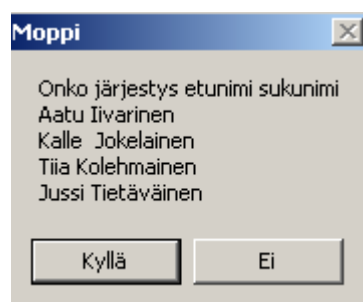 Moppi
Onko järjestys etunimi sukunimi
Aatu Iivarinen
Kalle  Jokelainen
Tiia Kolehmainen
Jussi Tietäväinen
Kyllä
Ei